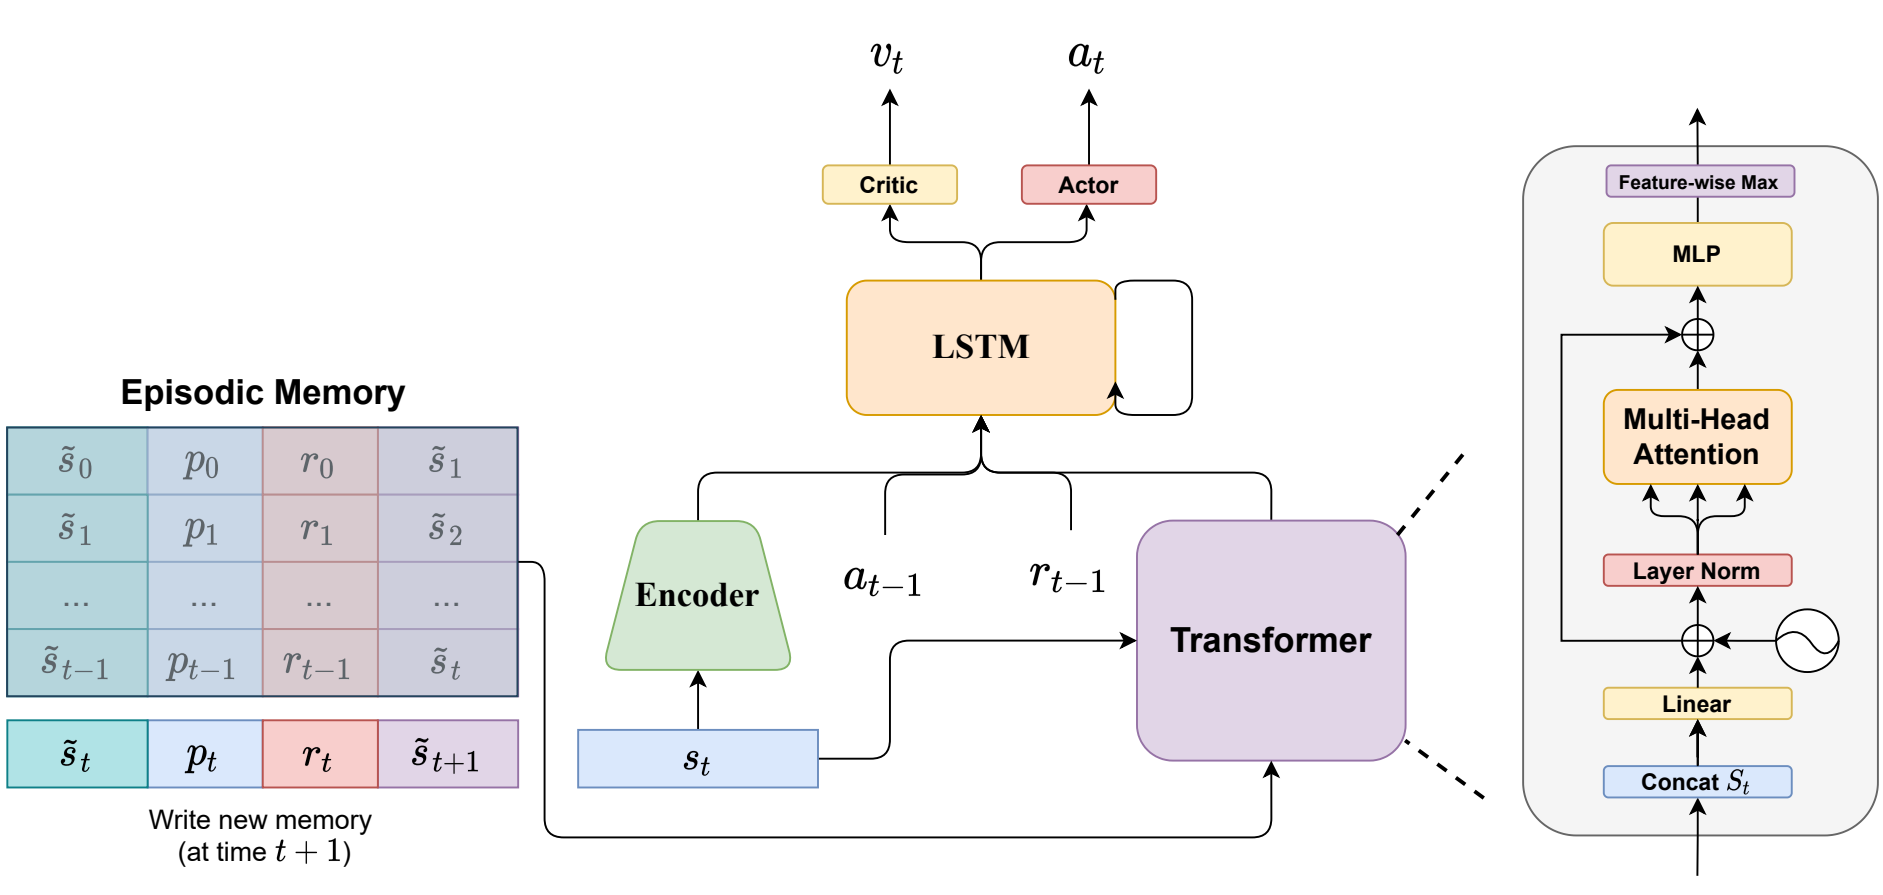 v_t
a_t
Critic
Actor
LSTM
Episodic Memory
s̃_0 p_0 r_0 s̃_1
s̃_1 p_1 r_1 s̃_2
... ... ... ...
s̃_{t−1} p_{t−1} r_{t−1} s̃_t
s̃_t p_t r_t s̃_{t+1}
Write new memory
(at time t + 1)
Encoder
a_{t−1}
r_{t−1}
s_t
Transformer
Feature-wise Max
MLP
Multi-Head
Attention
Layer Norm
Linear
Concat S_t